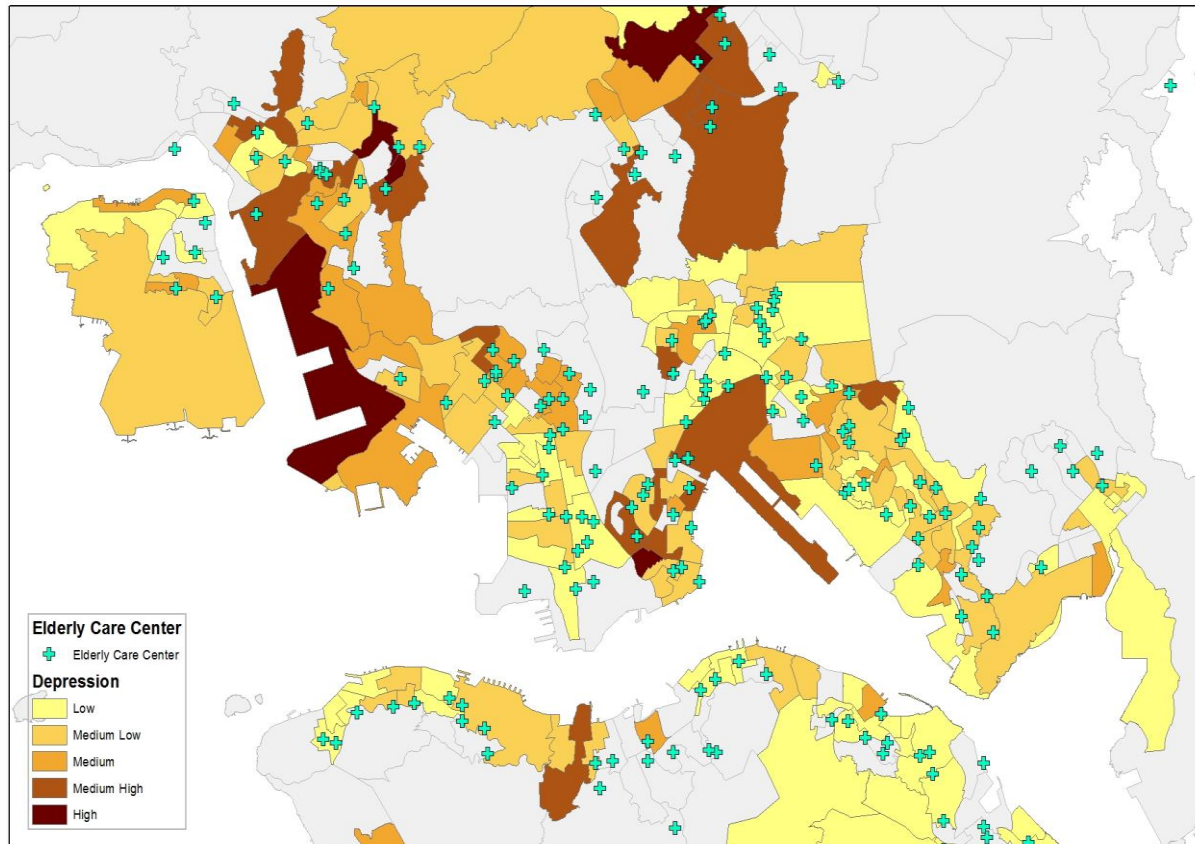 Elderly Care Center
Elderly Care Center
Depression
Low
Medium Low
Medium
Medium High
High